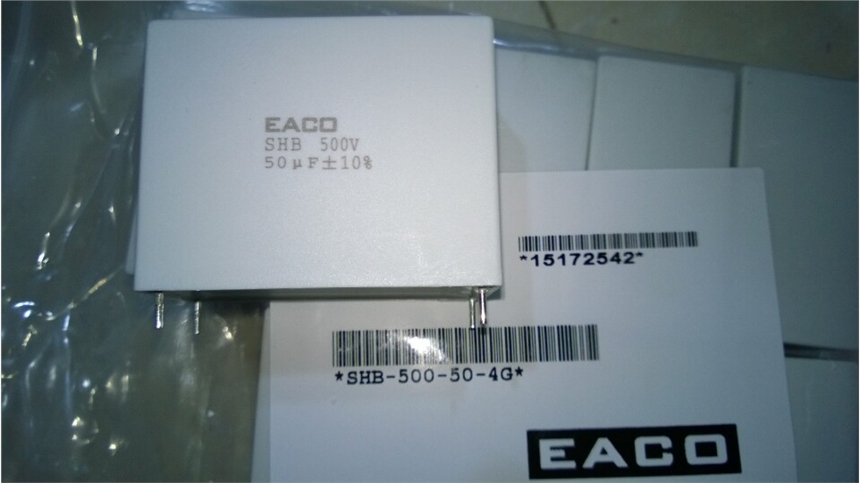 EACO
SHB 500V
50μF±10%
*15172542*
*SHB-500-50-4G*
EACO